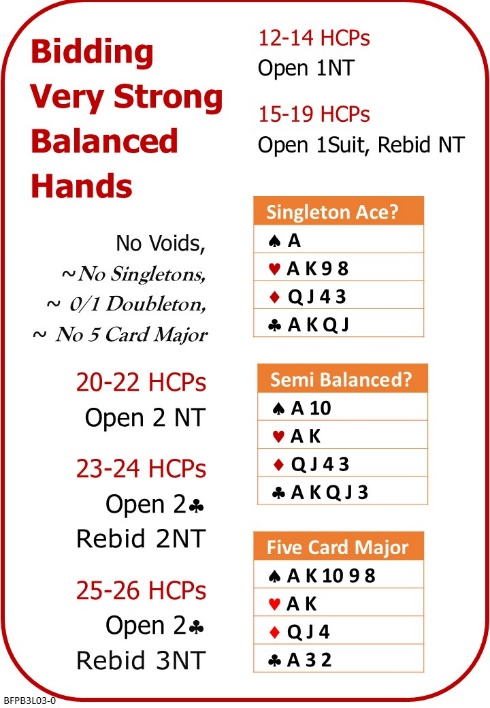 Bidding
Very Strong
Balanced
Hands
No Voids,
~No Singletons,
~ 0/1 Doubleton,
~ No 5 Card Major
20-22 HCPs
Open 2 NT
23-24 HCPs
Open 2♣
Rebid 2NT
25-26 HCPs
Open 2♣
Rebid 3NT
12-14 HCPs
Open 1NT
15-19 HCPs
Open 1Suit, Rebid NT
Singleton Ace?
♠ A
♥ A K 9 8
♦ Q J 4 3
♣ A K Q J
Semi Balanced?
♠ A 10
♥ A K
♦ Q J 4 3
♣ A K Q J 3
Five Card Major
♠ A K 10 9 8
♥ A K
♦ Q J 4
♣ A 3 2
BFPB3L03-0